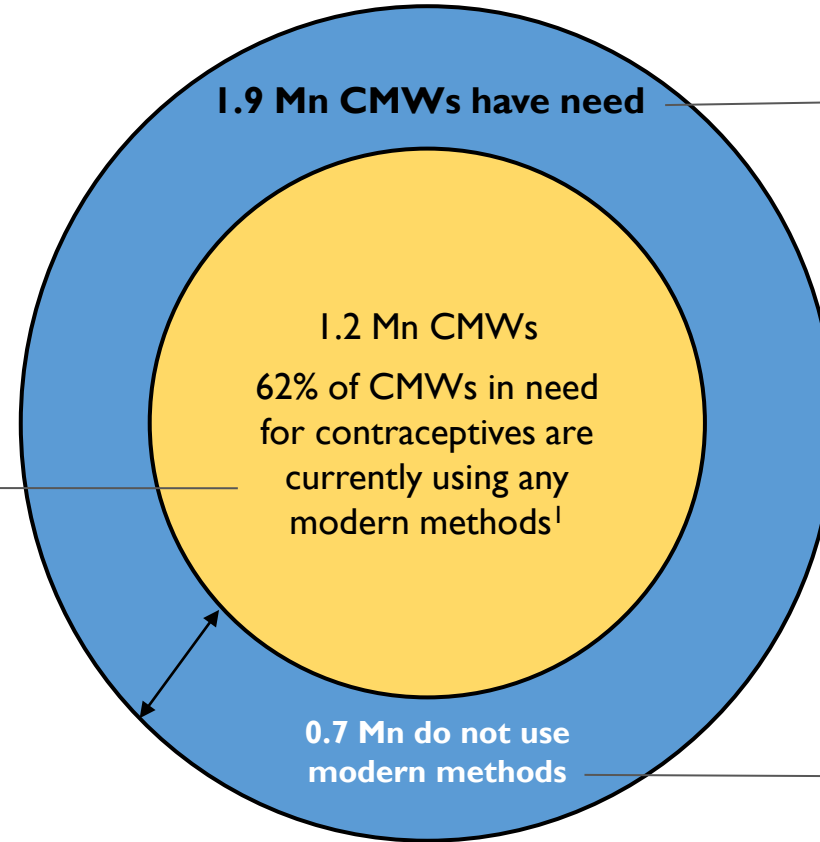 1.9 Mn CMWs have need
1.2 Mn CMWs
62% of CMWs in need
for contraceptives are
currently using any
modern methods¹
0.7 Mn do not use
modern methods